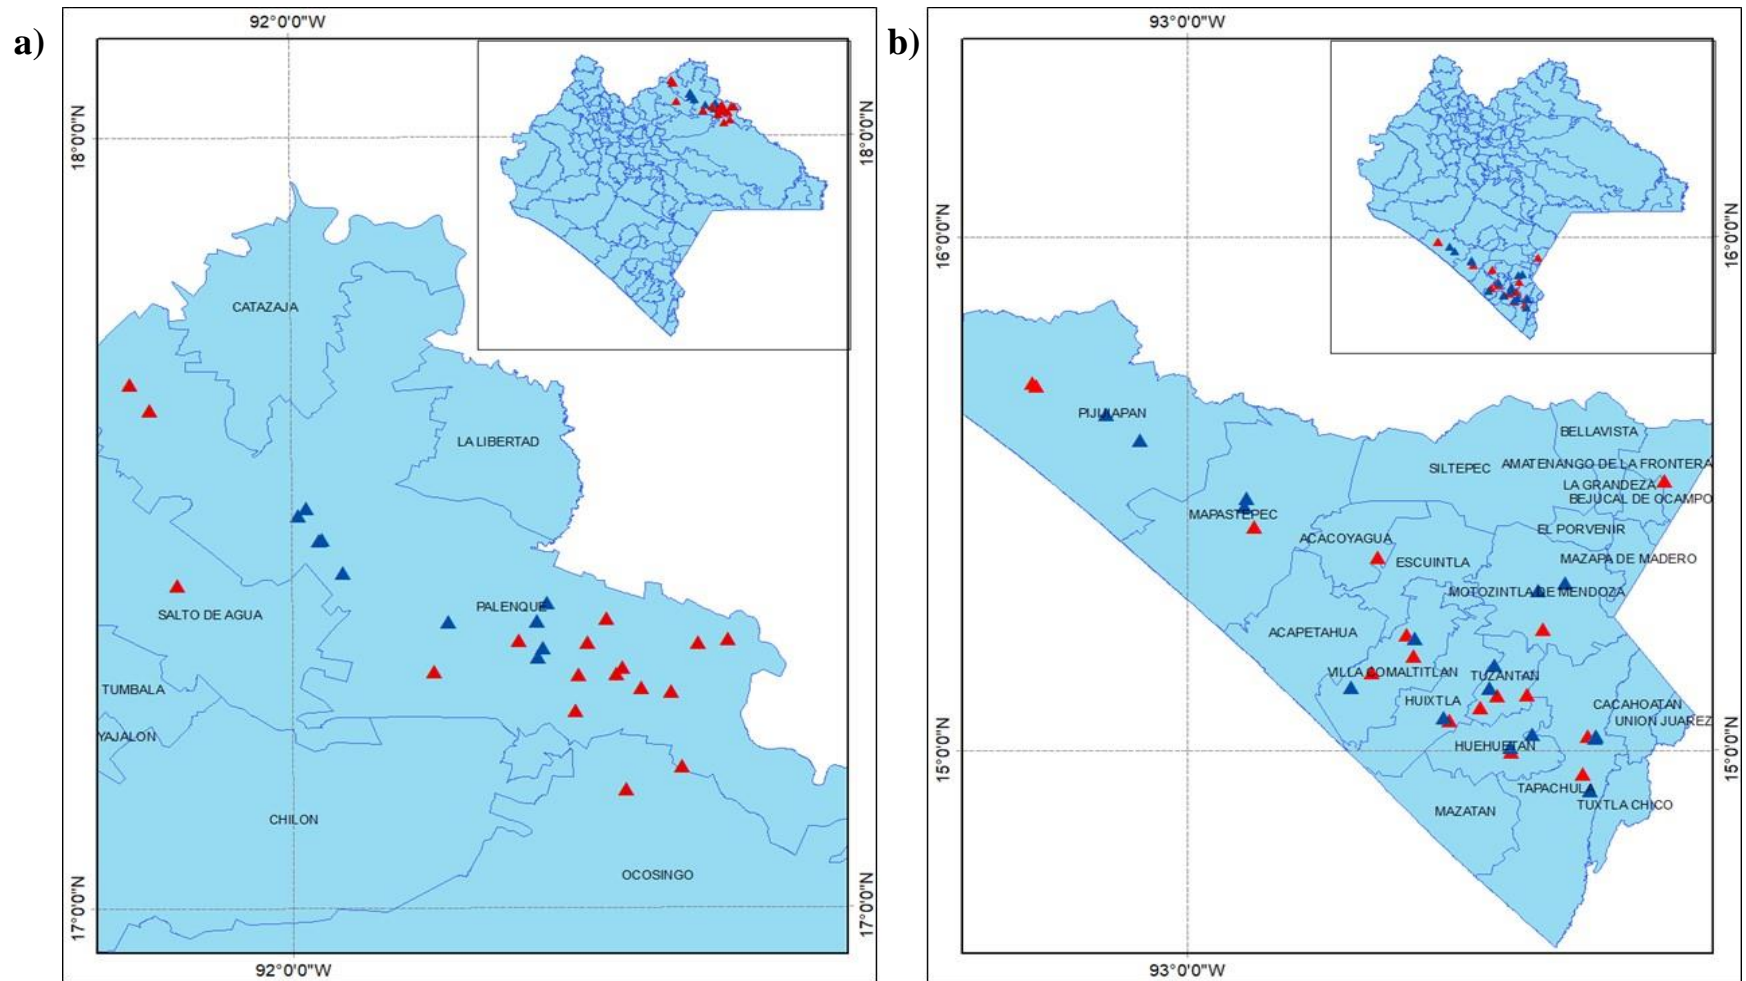 a)
92°0'0"W
18°0'0"N
18°0'0"N
CATAZAJA
LA LIBERTAD
PALENQUE
SALTO DE AGUA
TUMBALA
YAJALON
CHILON
OCOSINGO
17°0'0"N
17°0'0"N
92°0'0"W
b)
93°0'0"W
16°0'0"N
16°0'0"N
PIJIJIAPAN
BELLAVISTA
SILTEPEC
AMATENANGO DE LA FRONTERA
LA GRANDEZA
BEJUCAL DE OCAMPO
MAPASTEPEC
EL PORVENIR
ACACOYAGUA
ESCUINTLA
MAZAPA DE MADERO
MOTOZINTLA DE MENDOZA
ACAPETAHUA
VILLA COMALTITLAN
TUZANTAN
HUIXTLA
CACAHOATAN
UNION JUAREZ
HUEHUETAN
TAPACHULA
TUXTLA CHICO
MAZATAN
15°0'0"N
15°0'0"N
93°0'0"W